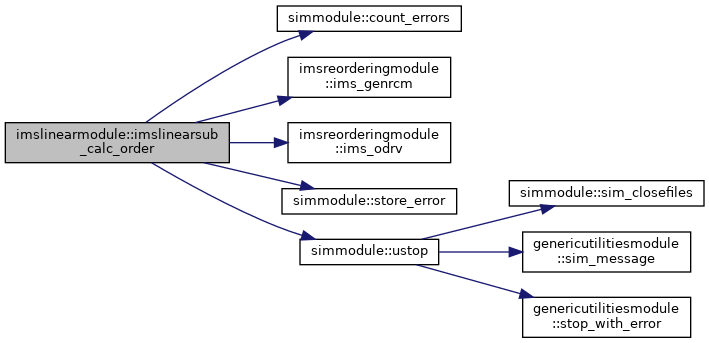 simmodule::count_errors
imsreorderingmodule
::ims_genrcm
imslinearmodule::imslinearsub
_calc_order
imsreorderingmodule
::ims_odrv
simmodule::store_error
simmodule::ustop
simmodule::sim_closefiles
genericutilitiesmodule
::sim_message
genericutilitiesmodule
::stop_with_error